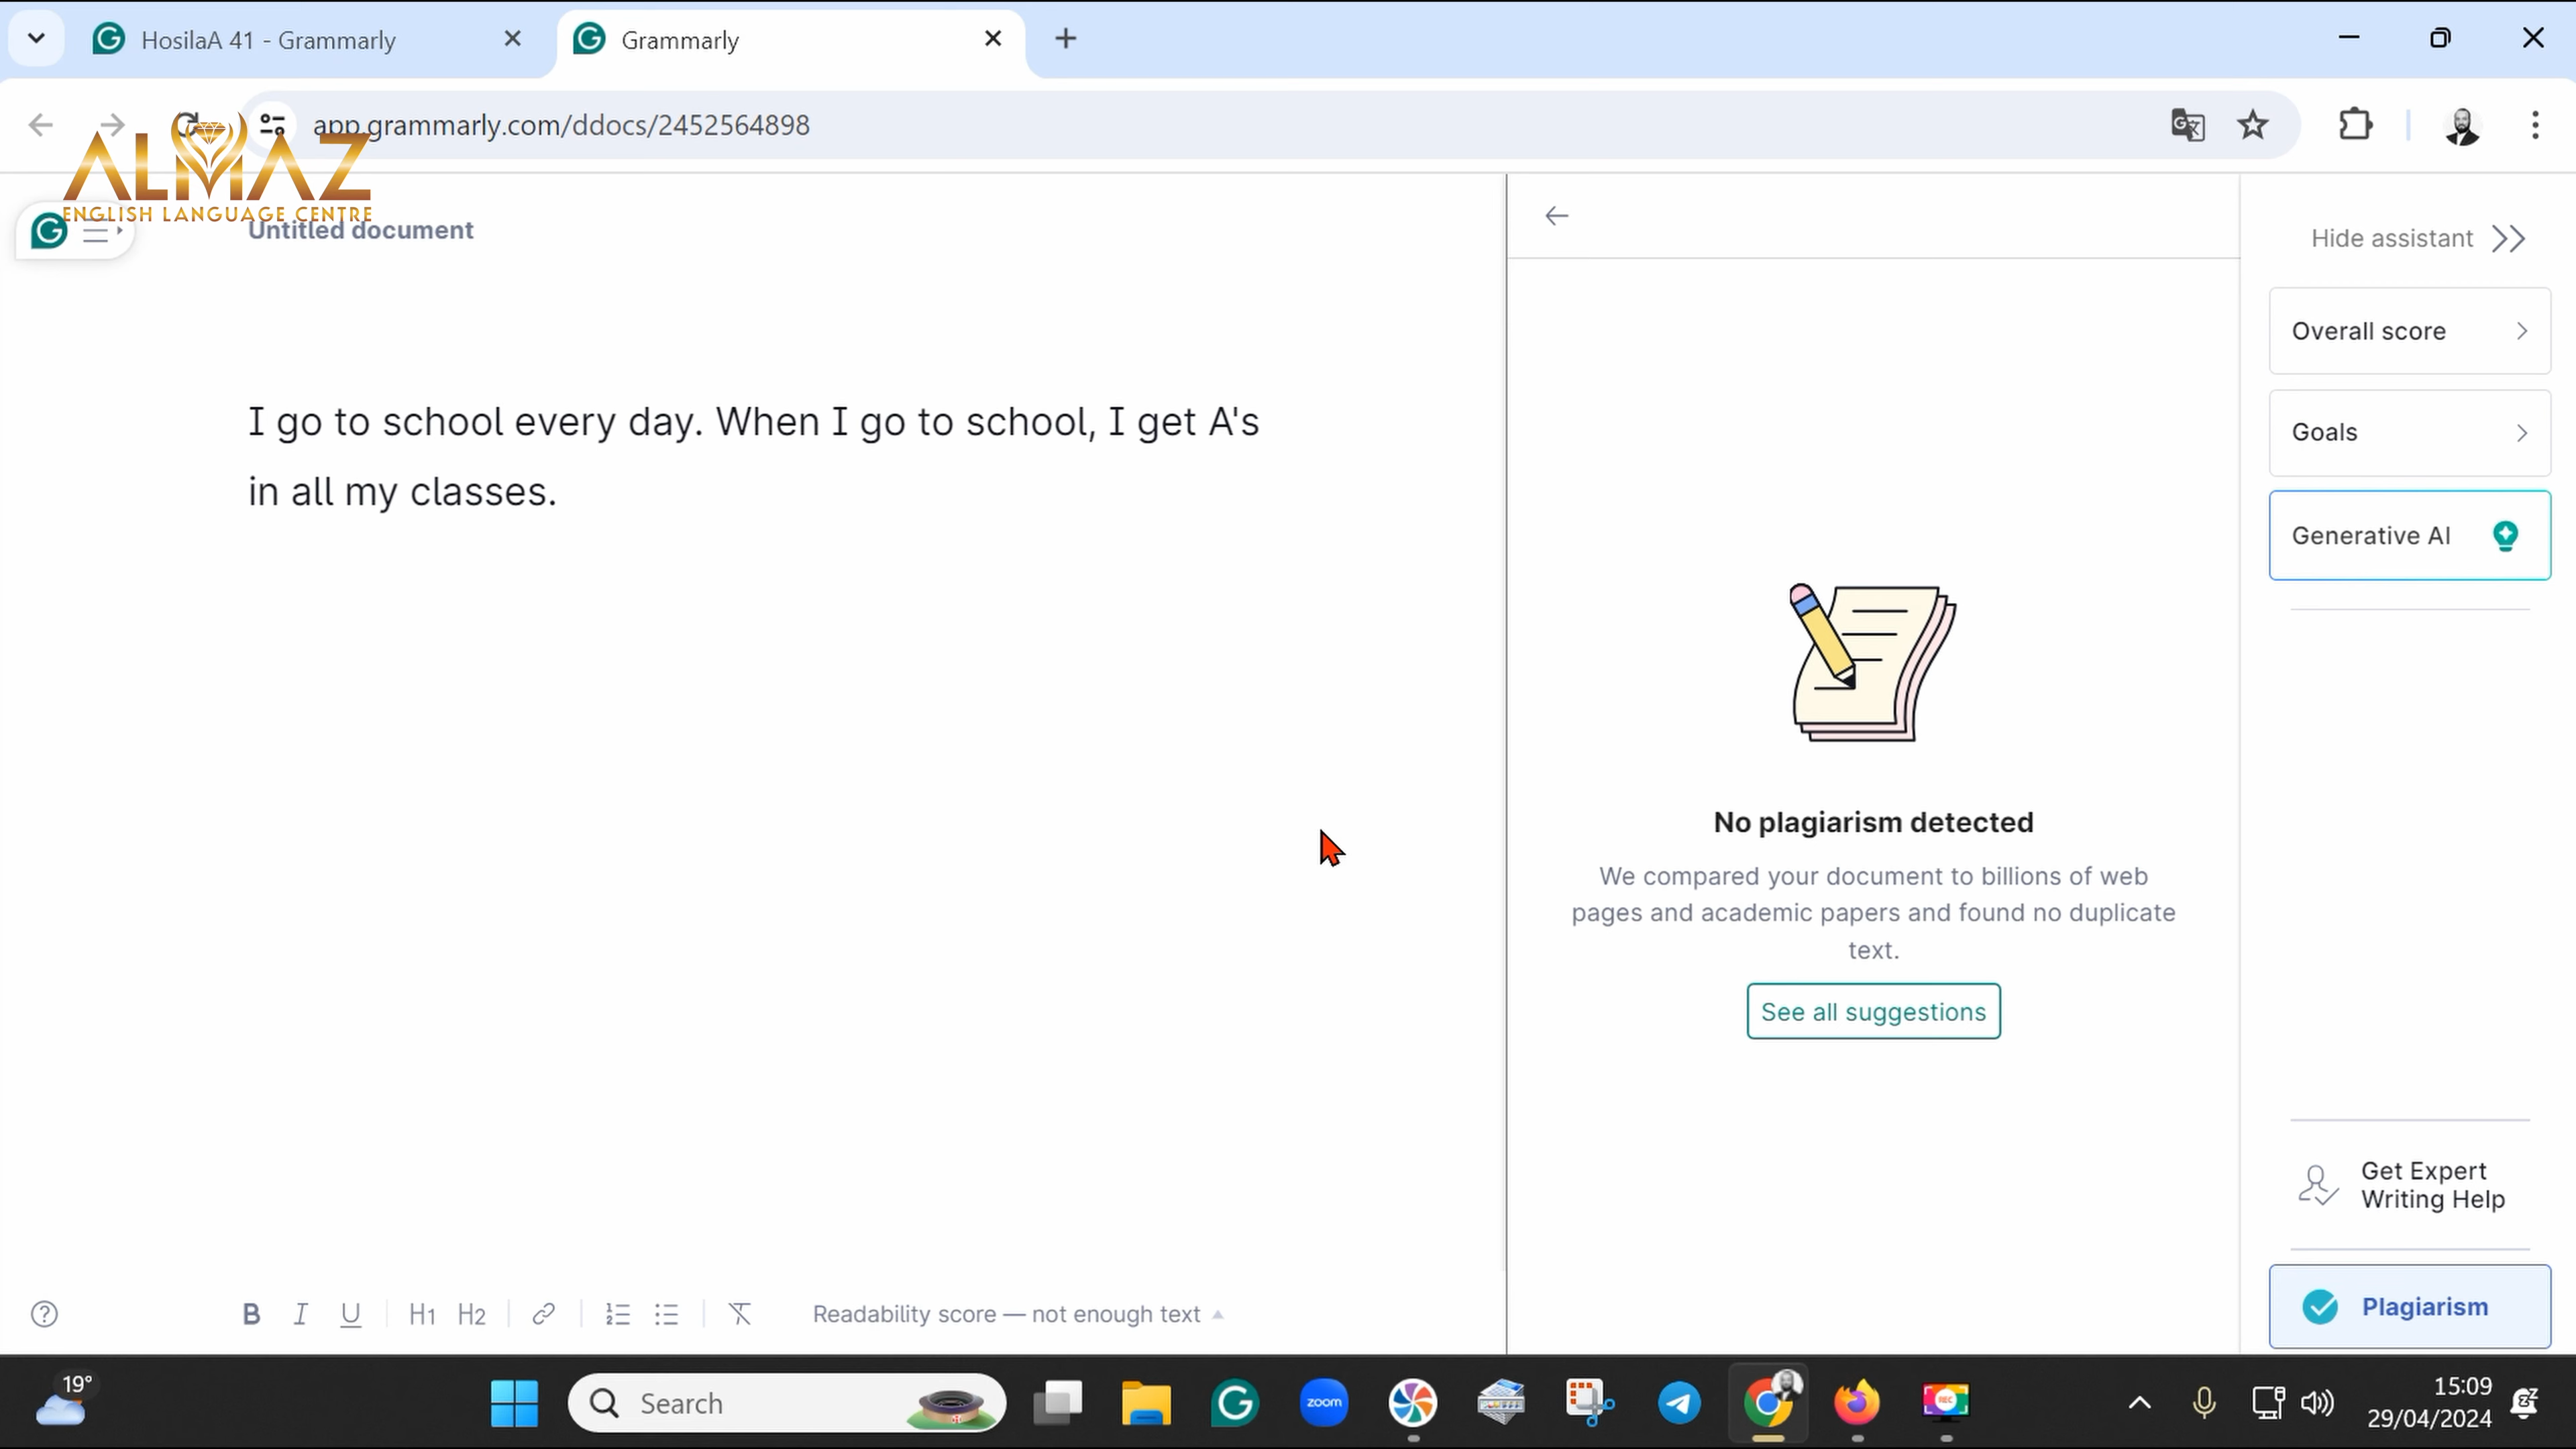 HosilaA 41 - Grammarly
Grammarly
app.grammarly.com/ddocs/2452564898
ALMAZ
ENGLISH LANGUAGE CENTRE
Untitled document
I go to school every day. When I go to school, I get A's
in all my classes.
No plagiarism detected
We compared your document to billions of web
pages and academic papers and found no duplicate
text.
See all suggestions
Hide assistant
Overall score
Goals
Generative AI
Get Expert
Writing Help
Plagiarism
B I U H1 H2
Readability score — not enough text
19°
Search
zoom
REC
15:09
29/04/2024